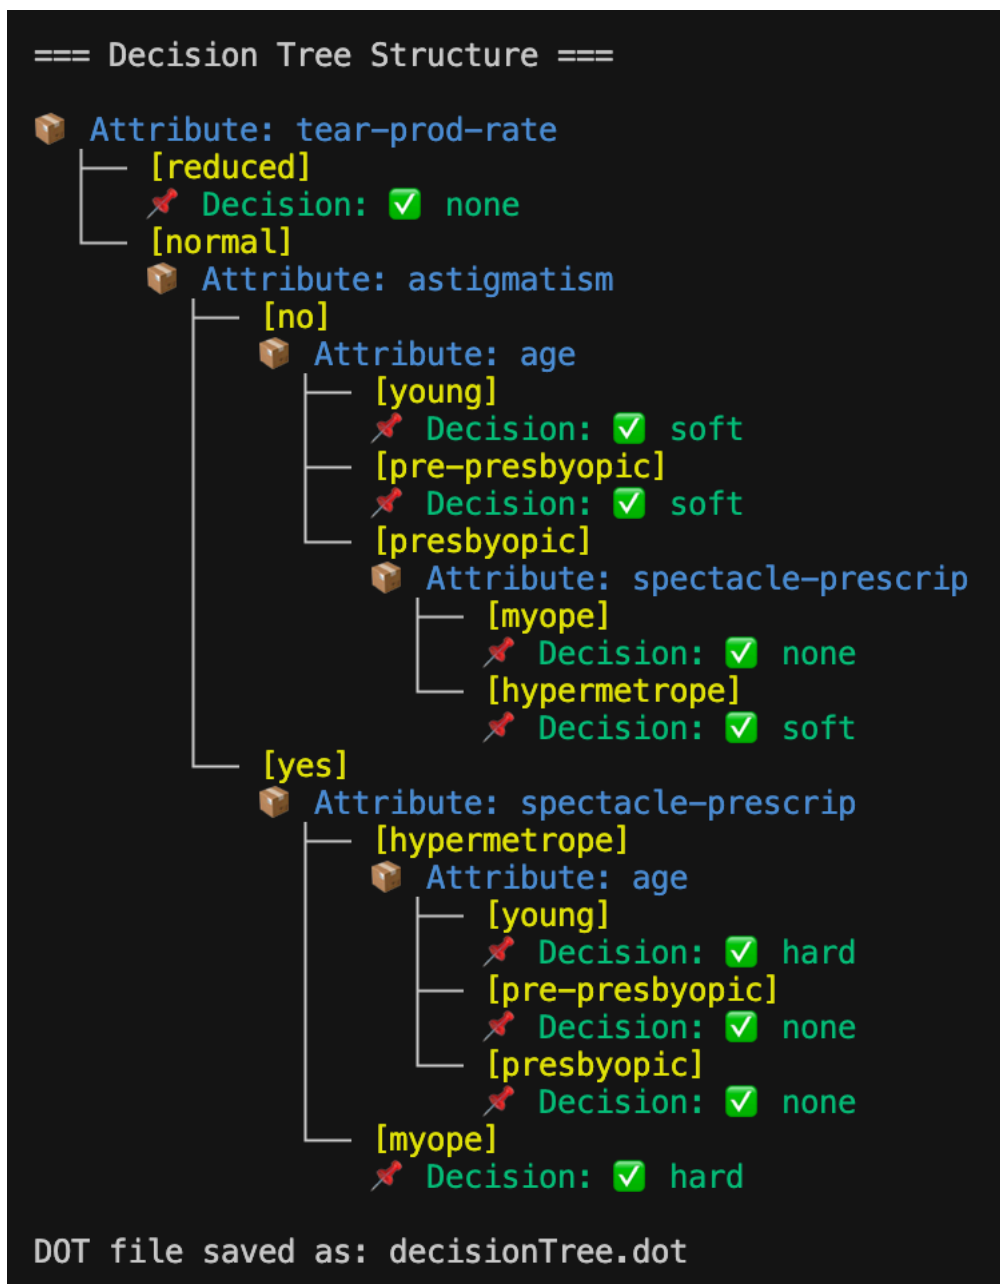 === Decision Tree Structure ===
📦 Attribute: tear-prod-rate
├── [reduced]
📌 Decision: ✅ none
└── [normal]
📦 Attribute: astigmatism
├── [no]
📦 Attribute: age
├── [young]
📌 Decision: ✅ soft
├── [pre-presbyopic]
📌 Decision: ✅ soft
└── [presbyopic]
📦 Attribute: spectacle-prescrip
├── [myope]
📌 Decision: ✅ none
└── [hypermetrope]
📌 Decision: ✅ soft
└── [yes]
📦 Attribute: spectacle-prescrip
├── [hypermetrope]
📦 Attribute: age
├── [young]
📌 Decision: ✅ hard
├── [pre-presbyopic]
📌 Decision: ✅ none
└── [presbyopic]
📌 Decision: ✅ none
└── [myope]
📌 Decision: ✅ hard
DOT file saved as: decisionTree.dot